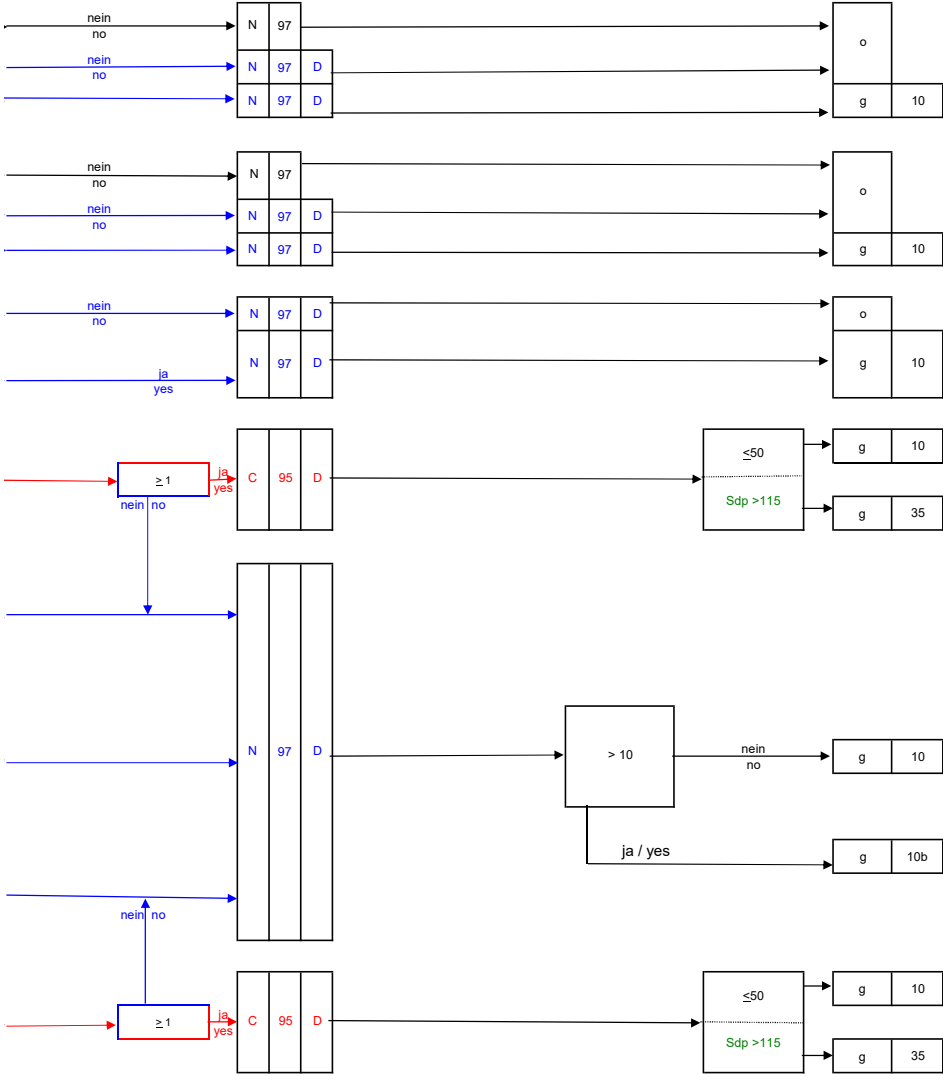 nein
no
N 97
o
nein
no
N 97 D
N 97 D
g 10
nein
no
N 97
o
nein
no
N 97 D
N 97 D
g 10
nein
no
N 97 D
o
ja
yes
N 97 D
g 10
≥ 1
ja
yes
nein no
C 95 D
≤50
Sdp >115
g 10
g 35
N 97 D
> 10
nein
no
g 10
ja / yes
g 10b
nein no
≥ 1
ja
yes
C 95 D
≤50
Sdp >115
g 10
g 35